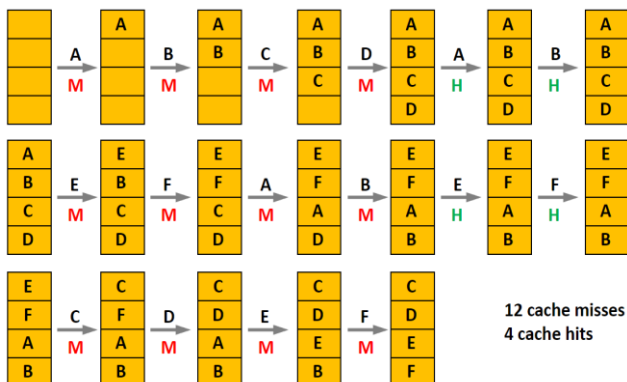 A B C D A B
M M M M H H
A A A A A A
B B B B B
C C C C
D D D
E F A B E F
M M M M H H
A E E E E E E
B B F F F F F
C C C A A A A
D D D D B B B
C D E F
M M M M
E C C C C
F F D D D
A A A E E
B B B B F
12 cache misses
4 cache hits